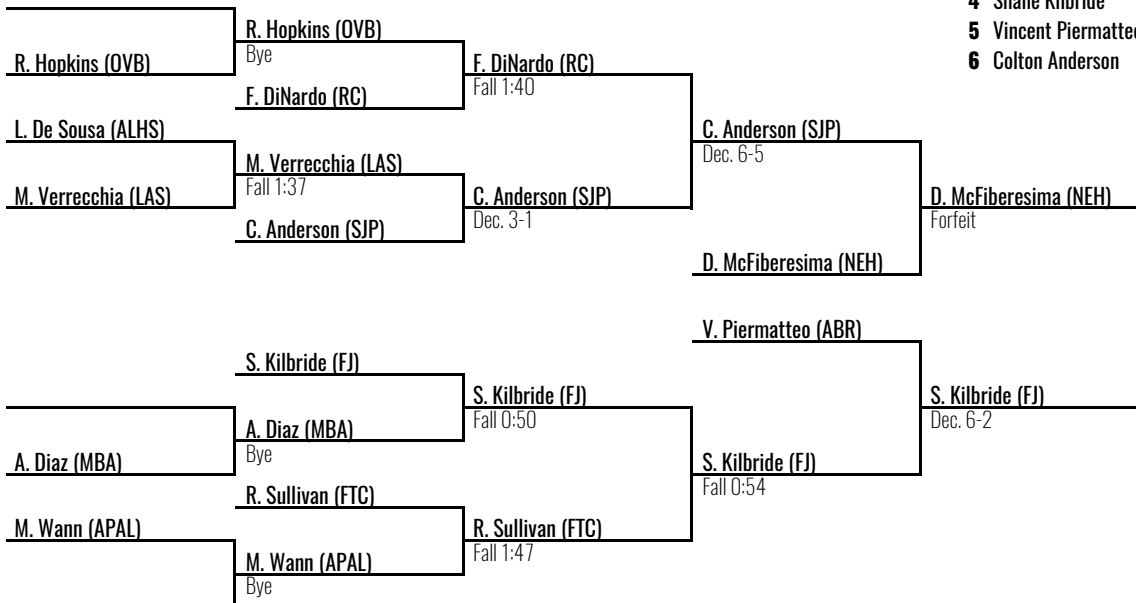 4 Shane Kilbride
5 Vincent Piermatteo
6 Colton Anderson
R. Hopkins (OVB)
R. Hopkins (OVB)
Bye
F. DiNardo (RC)
F. DiNardo (RC)
Fall 1:40
L. De Sousa (ALHS)
M. Verrecchia (LAS)
M. Verrecchia (LAS)
Fall 1:37
C. Anderson (SJP)
C. Anderson (SJP)
Dec. 3-1
C. Anderson (SJP)
Dec. 6-5
D. McFiberesima (NEH)
D. McFiberesima (NEH)
Forfeit
V. Piermatteo (ABR)
S. Kilbride (FJ)
A. Diaz (MBA)
A. Diaz (MBA)
Bye
S. Kilbride (FJ)
Fall 0:50
R. Sullivan (FTC)
M. Wann (APAL)
M. Wann (APAL)
Bye
R. Sullivan (FTC)
Fall 1:47
S. Kilbride (FJ)
Fall 0:54
S. Kilbride (FJ)
Dec. 6-2